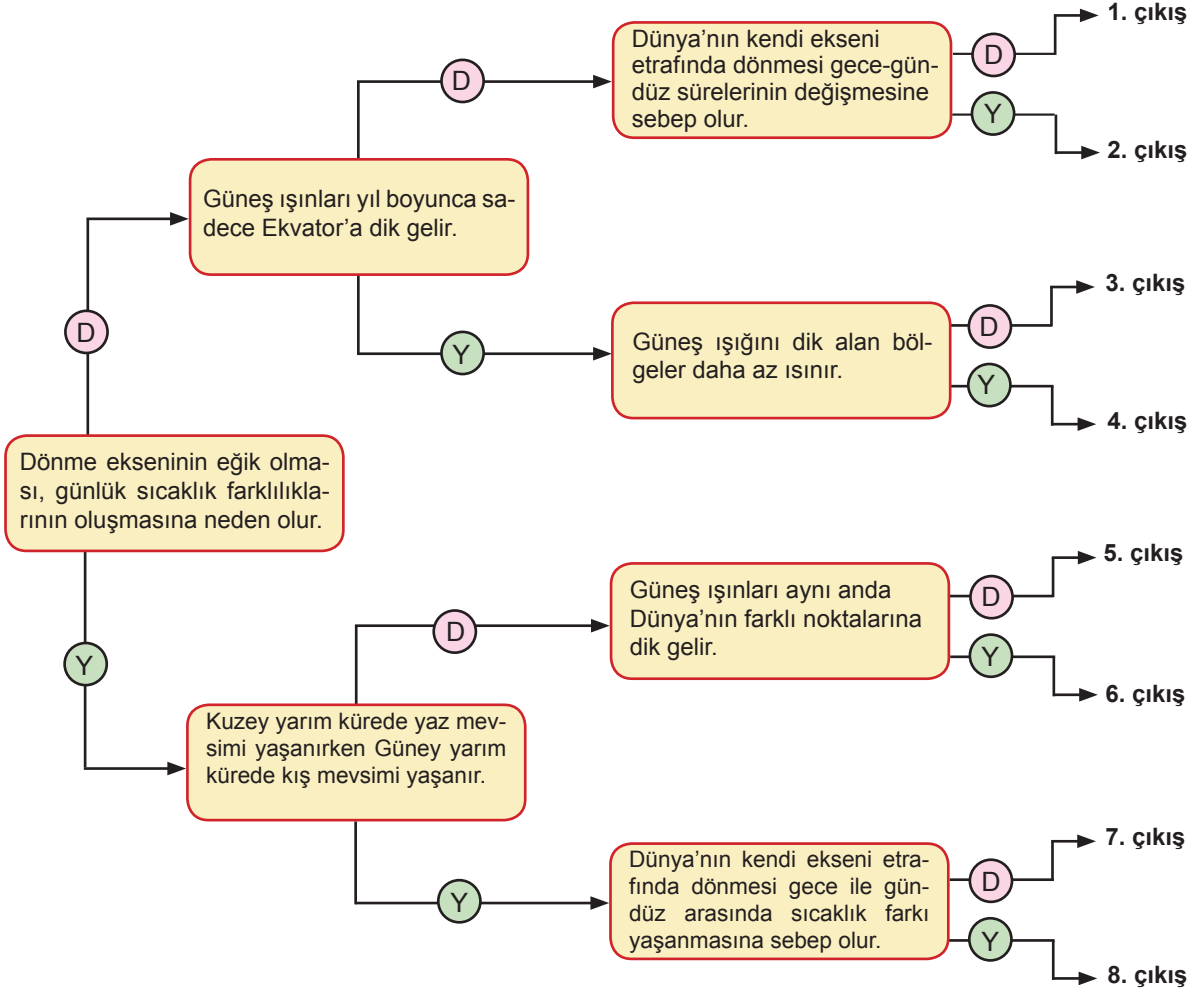 Dönme ekseninin eğik olma-
sı, günlük sıcaklık farklılıkla-
rının oluşmasına neden olur.
D
Güneş ışınları yıl boyunca sa-
dece Ekvator’a dik gelir.
D
Dünya’nın kendi ekseni
etrafında dönmesi gece-gün-
düz sürelerinin değişmesine
sebep olur.
D
1. çıkış
Y
2. çıkış
Y
Güneş ışığını dik alan böl-
geler daha az ısınır.
D
3. çıkış
Y
4. çıkış
Y
Kuzey yarım kürede yaz mev-
simi yaşanırken Güney yarım
kürede kış mevsimi yaşanır.
D
Güneş ışınları aynı anda
Dünya’nın farklı noktalarına
dik gelir.
D
5. çıkış
Y
6. çıkış
Y
Dünya’nın kendi ekseni etra-
fında dönmesi gece ile gün-
düz arasında sıcaklık farkı
yaşanmasına sebep olur.
D
7. çıkış
Y
8. çıkış